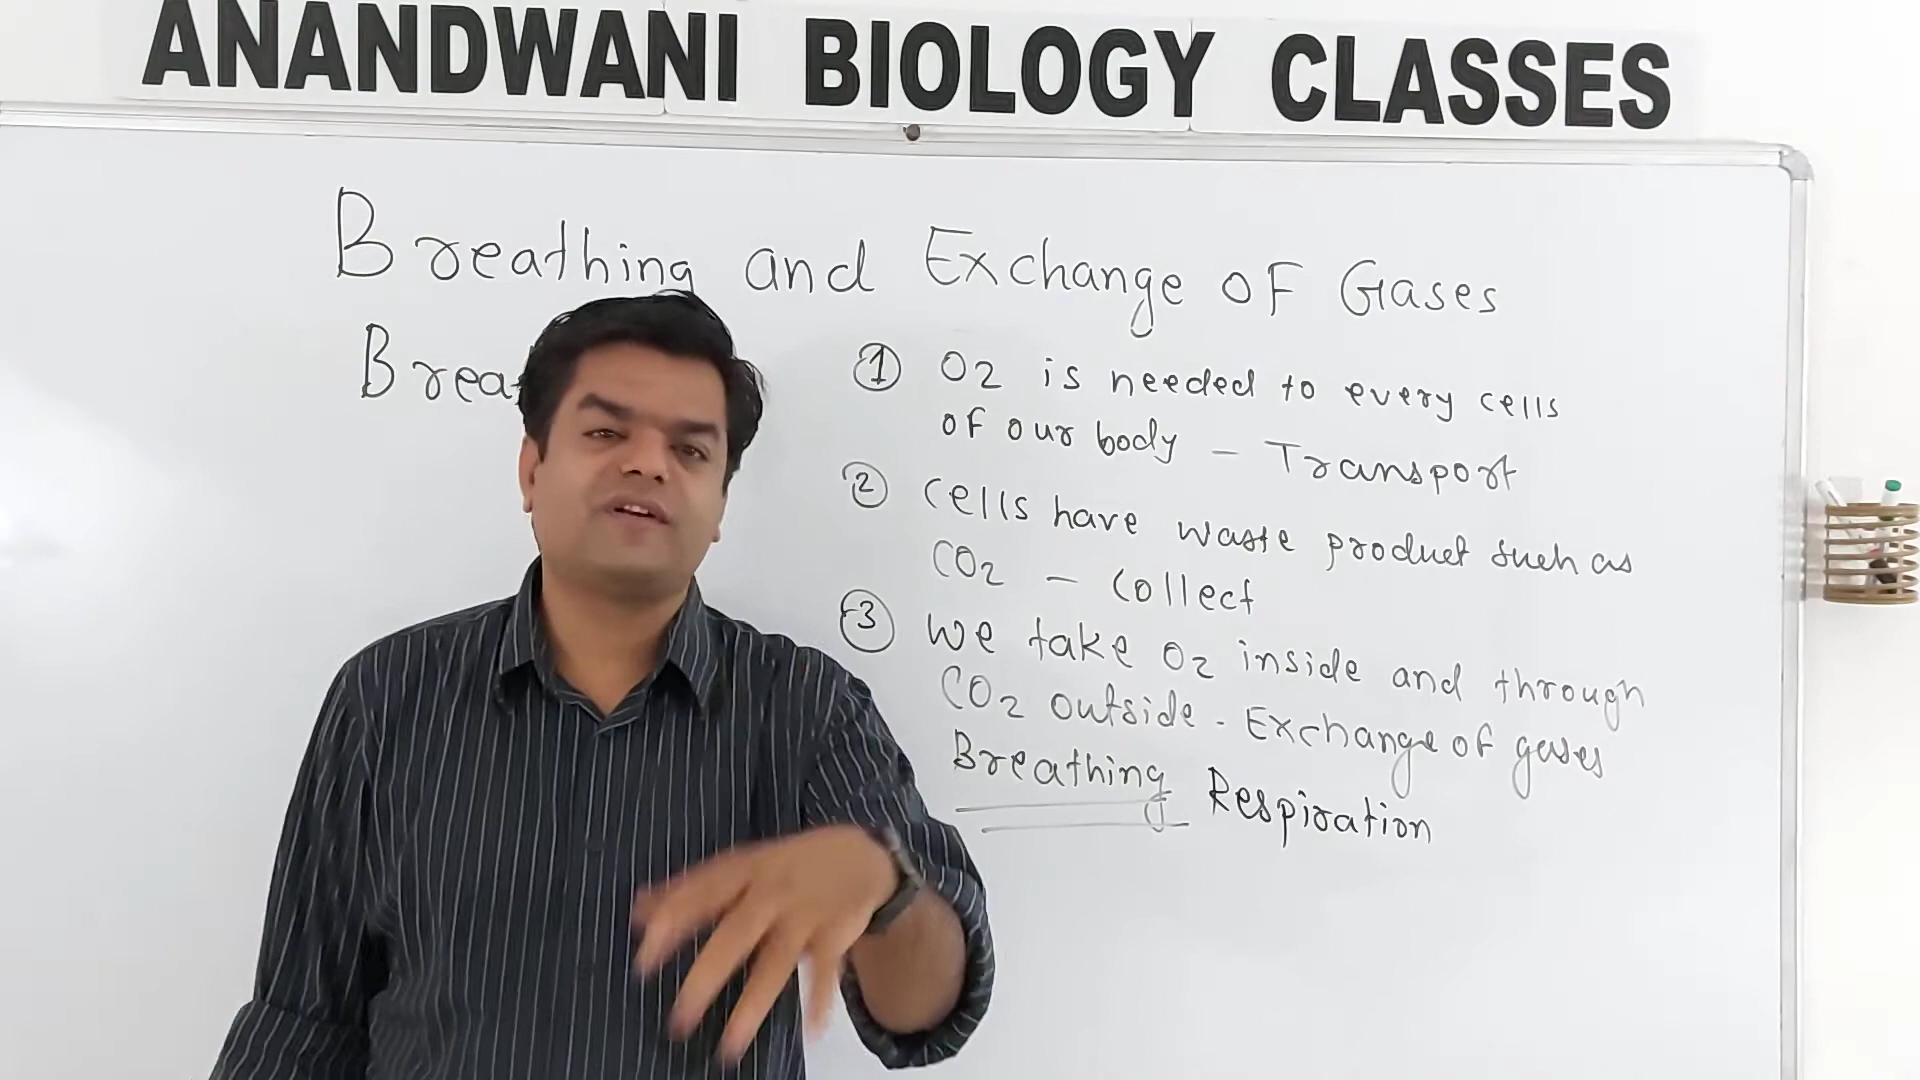 ANANDWANI BIOLOGY CLASSES
Breathing and Exchange of Gases
Brea
① O2 is needed to every cells
of our body - Transport
② Cells have waste product such as
CO2 - Collect
③ We take O2 inside and through
CO2 outside - Exchange of gases
Breathing Respiration